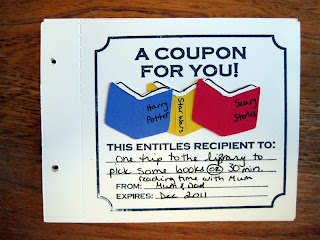 A COUPON
FOR YOU!
Harry
Potter
Star Wars
Scary
Stories
THIS ENTITLES RECIPIENT TO:
One trip to the library to
pick some books or 30 min.
reading time with Mum
FROM: Mum & Dad
EXPIRES: Dec 2011